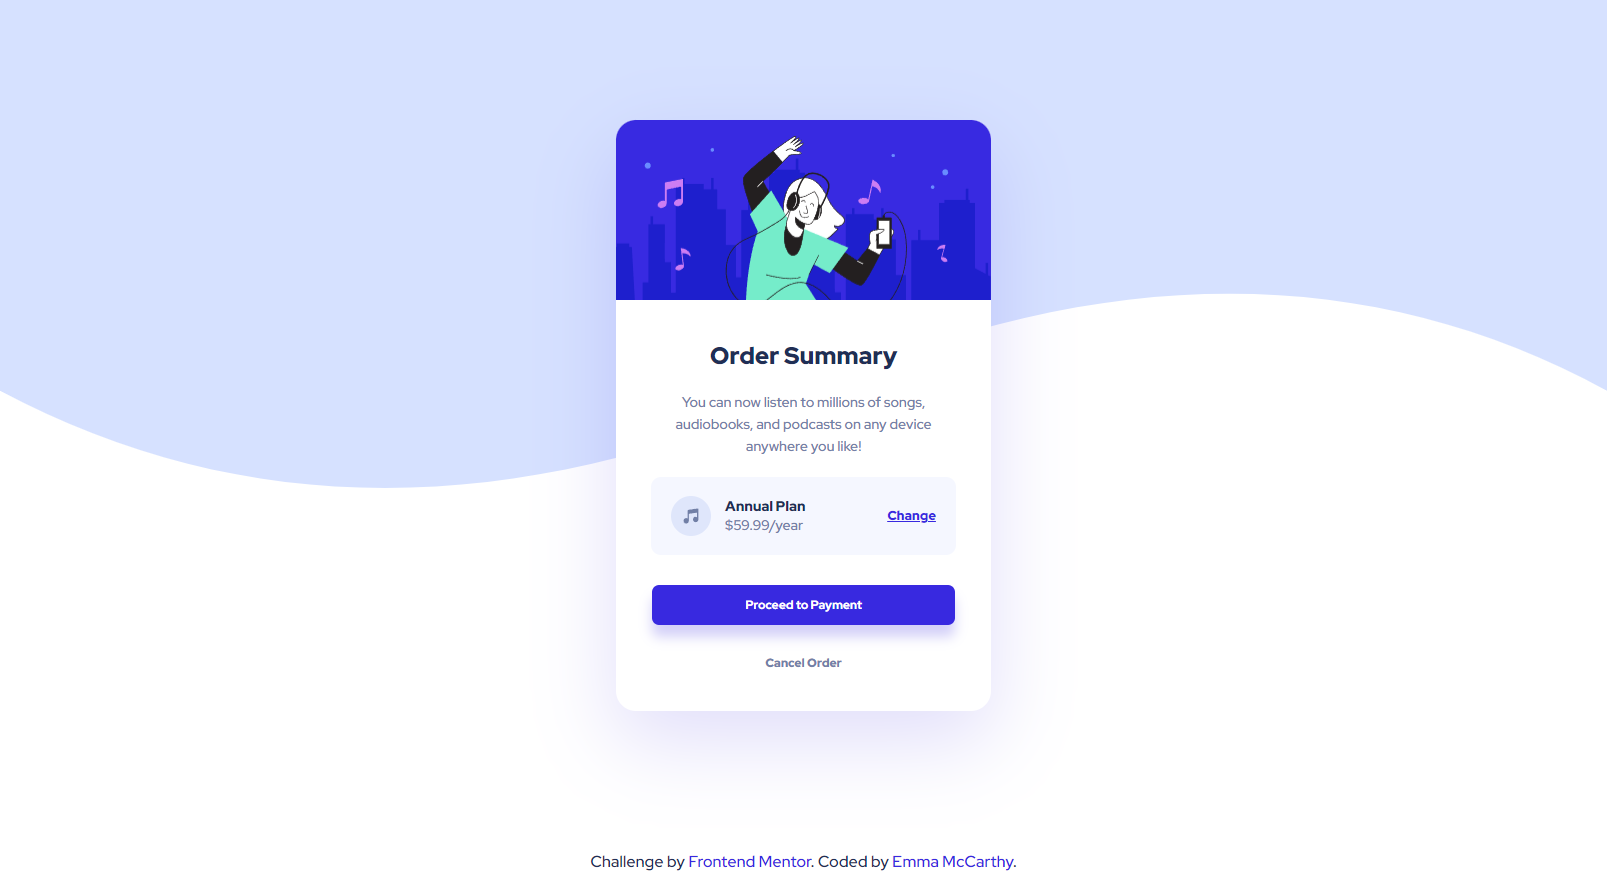 Order Summary
You can now listen to millions of songs,
audiobooks, and podcasts on any device
anywhere you like!
Annual Plan
$59.99/year
Change
Proceed to Payment
Cancel Order
Challenge by Frontend Mentor. Coded by Emma McCarthy.